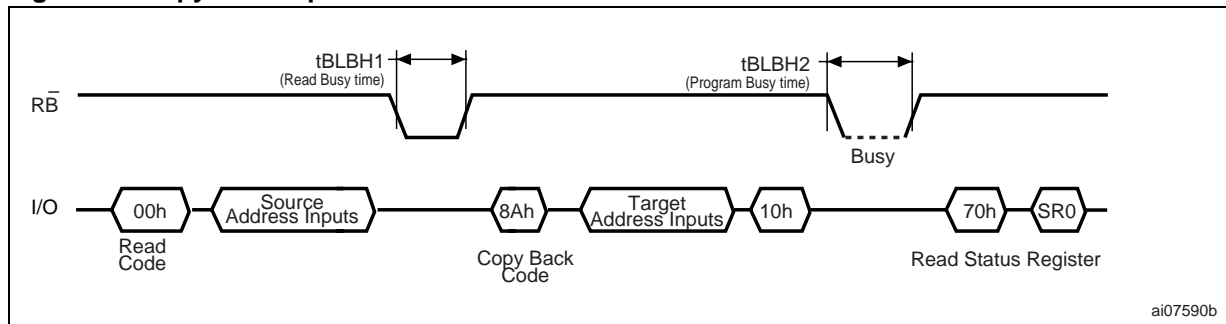 tBLBH1
(Read Busy time)
tBLBH2
(Program Busy time)
RB̅
Busy
I/O
00h
Source
Address Inputs
8Ah
Target
Address Inputs
10h
70h
SR0
Read
Code
Copy Back
Code
Read Status Register
ai07590b